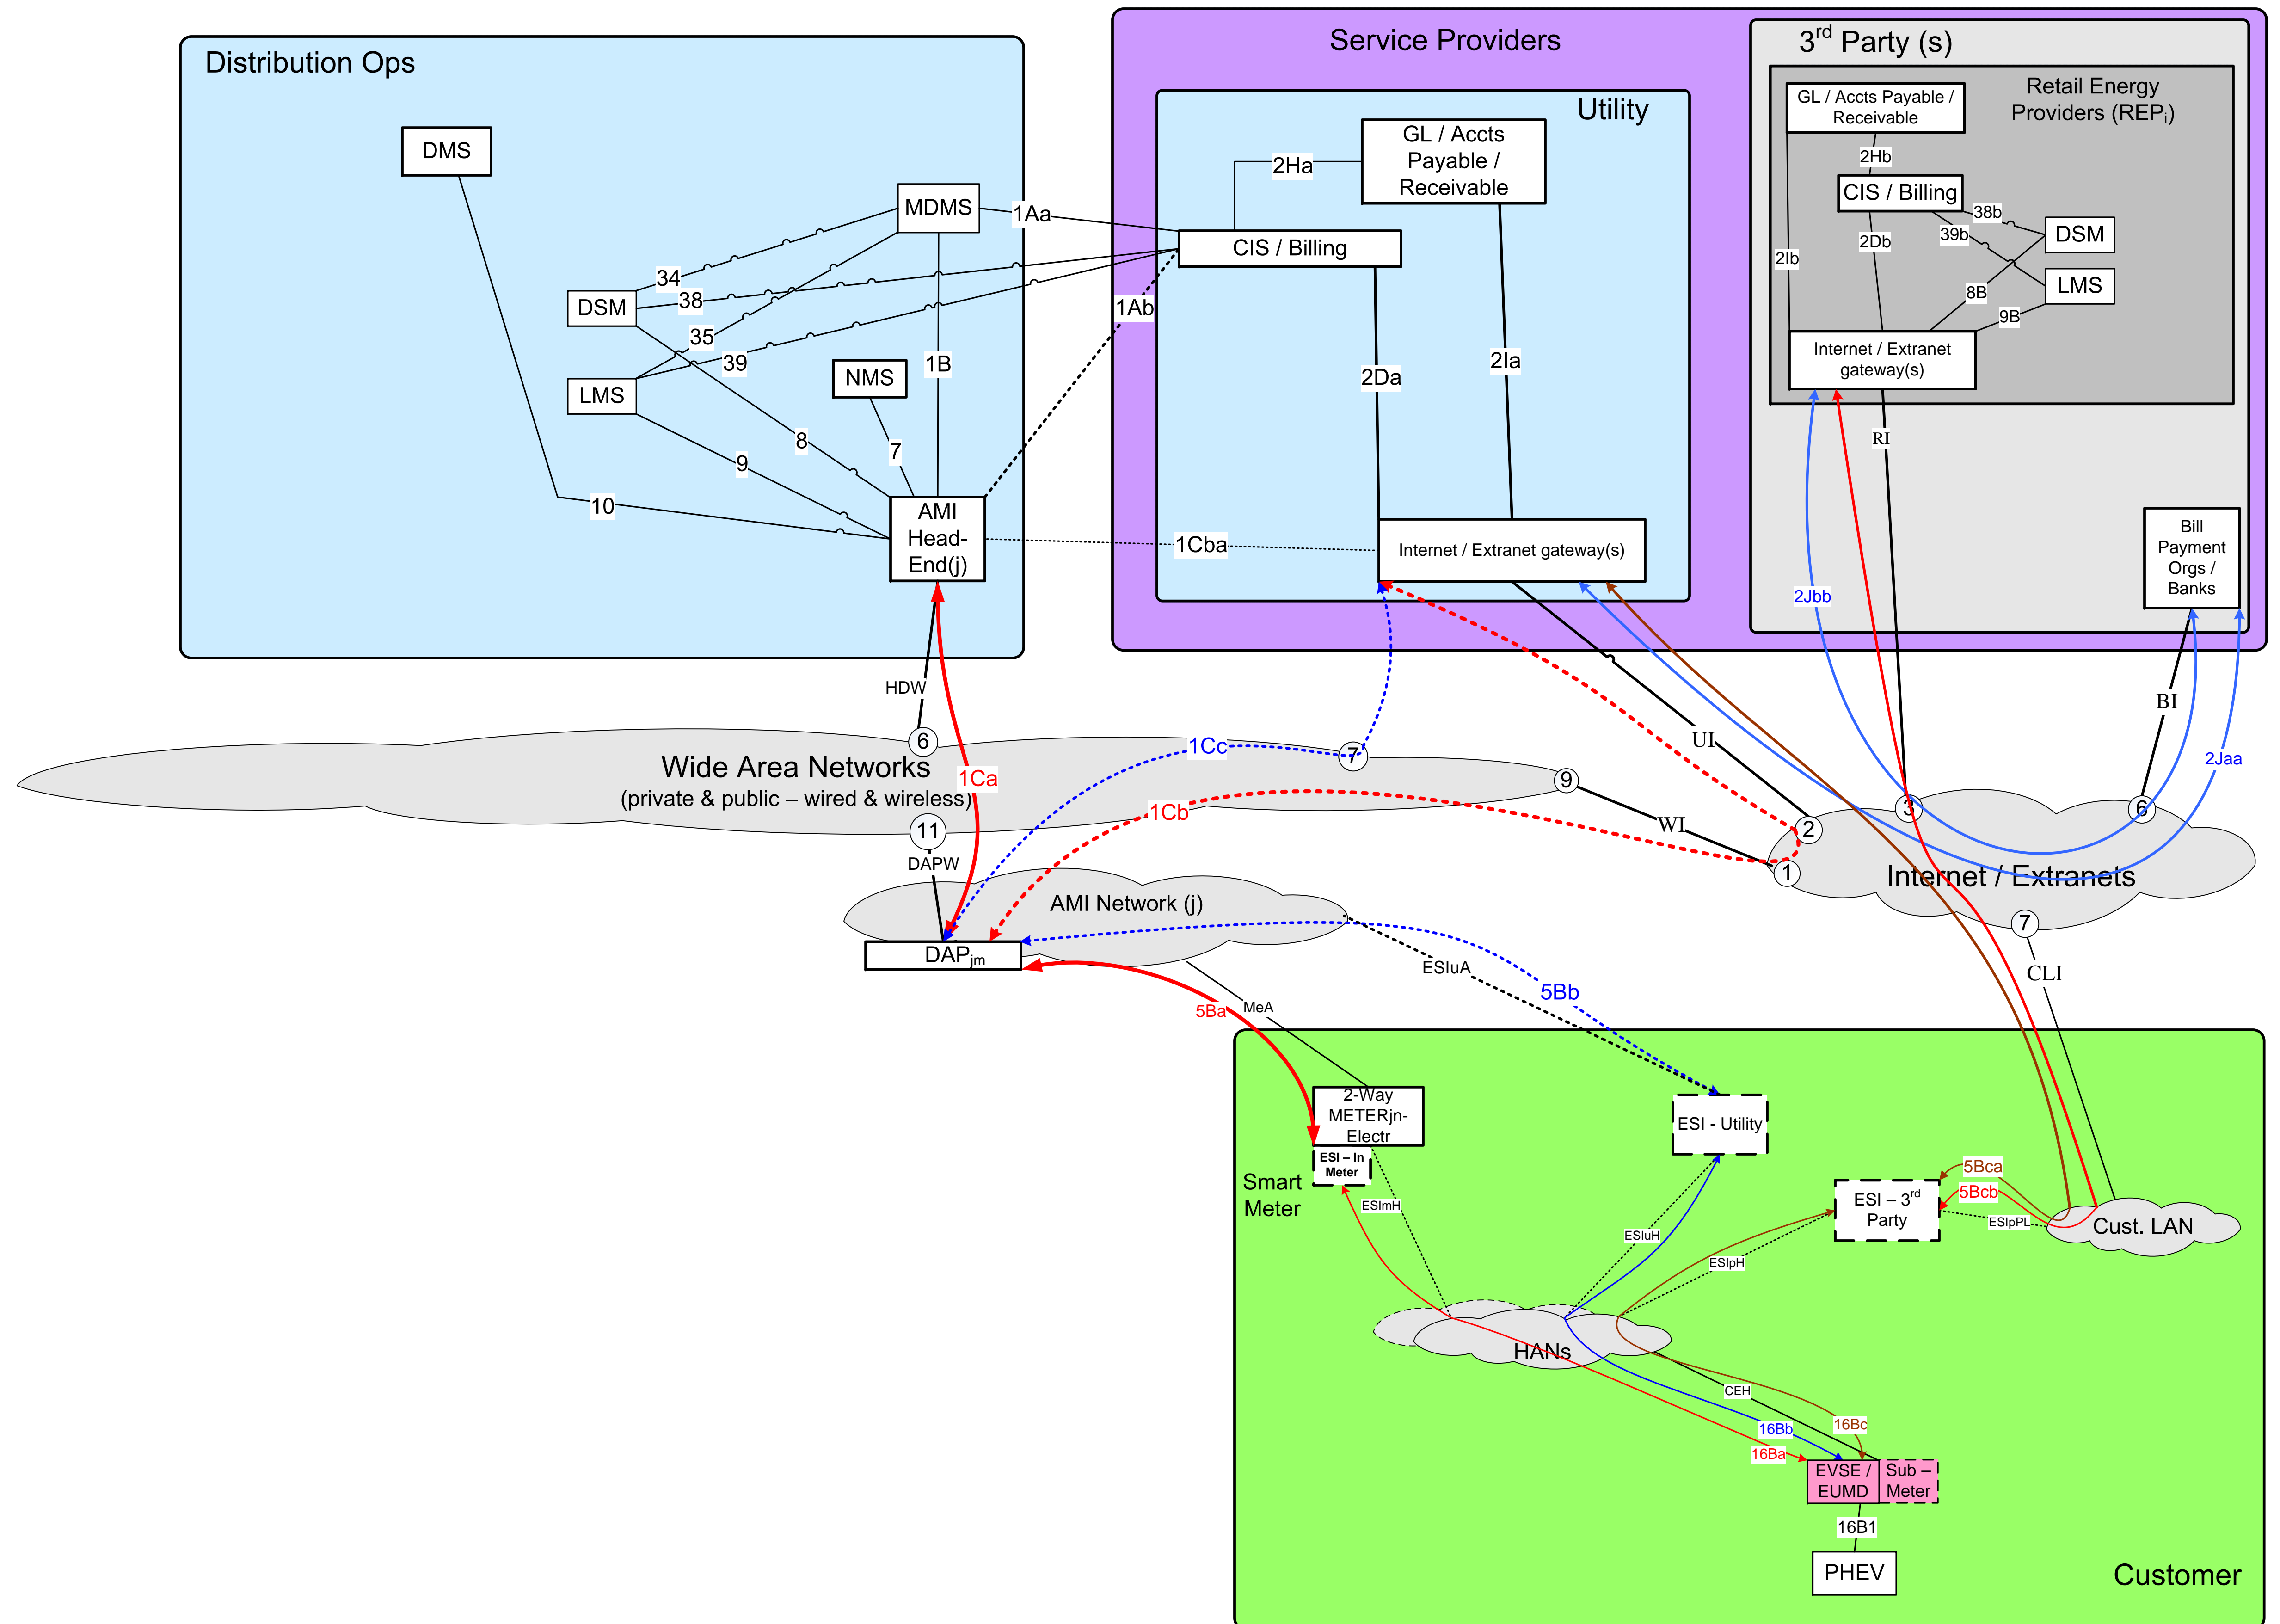 Distribution Ops
DMS
MDMS
1Aa
34
DSM
38
35
39
1B
LMS
NMS
8
7
9
10
AMI
Head-
End(j)
1Ab
1Cba
Service Providers
Utility
GL / Accts
Payable /
Receivable
2Ha
CIS / Billing
2Da
2Ia
Internet / Extranet gateway(s)
3rd Party (s)
Retail Energy
Providers (REPi)
GL / Accts Payable /
Receivable
2Hb
CIS / Billing
38b
39b
2Db
DSM
2Ib
LMS
8B
9B
Internet / Extranet
gateway(s)
RI
Bill
Payment
Orgs /
Banks
2Jbb
HDW
BI
6
Wide Area Networks
(private & public – wired & wireless)
1Ca
1Cc
7
9
1Cb
11
DAPW
UI
WI
2Jaa
3
6
2
1
Internet / Extranets
7
CLI
AMI Network (j)
DAPjm
ESIuA
5Bb
5Ba
MeA
2-Way
METERjn-
Electr
ESI – In
Meter
Smart
Meter
ESImH
ESI - Utility
ESIuH
ESIpH
ESI – 3rd
Party
5Bca
5Bcb
ESIpPL
Cust. LAN
HANs
CEH
16Bc
16Bb
16Ba
EVSE /
EUMD
Sub –
Meter
16B1
PHEV
Customer